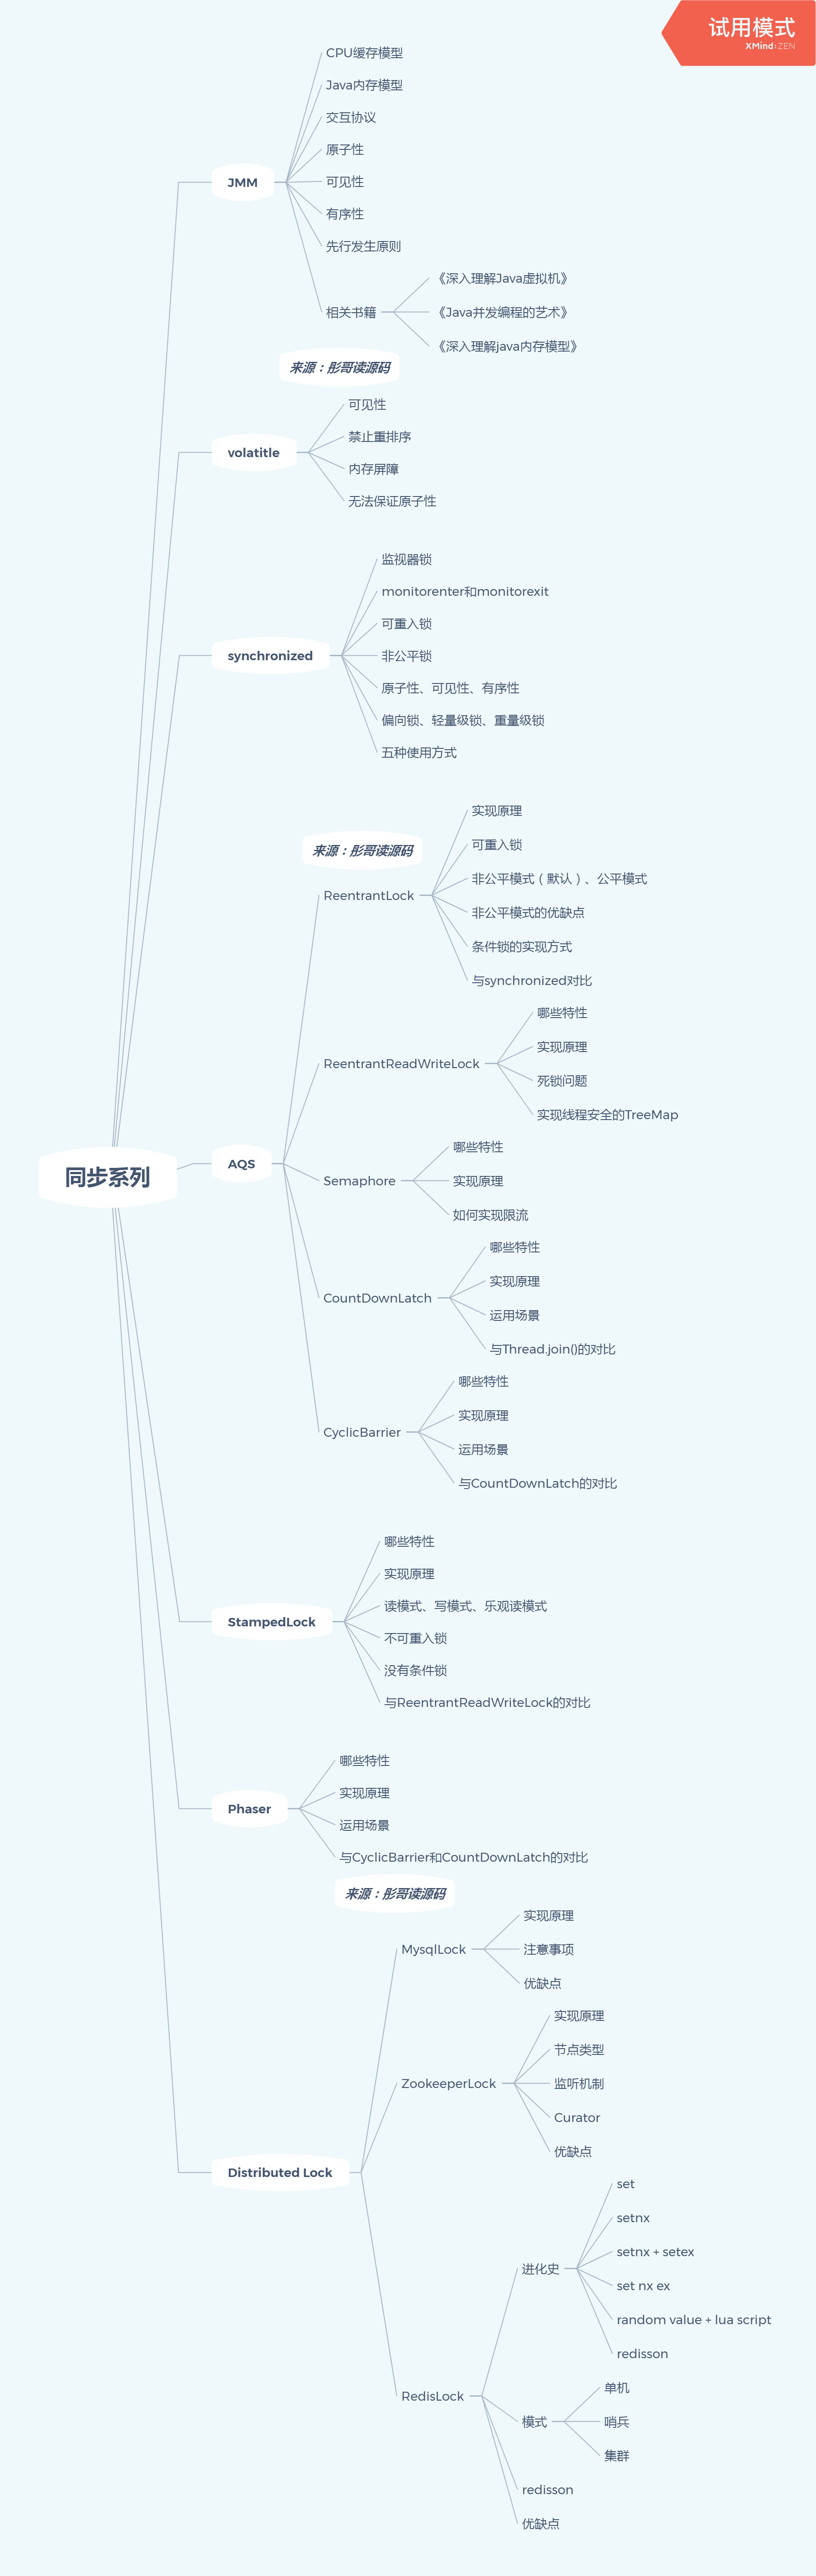 试用模式
XMind:ZEN
同步系列
JMM
CPU缓存模型
Java内存模型
交互协议
原子性
可见性
有序性
先行发生原则
相关书籍
《深入理解Java虚拟机》
《Java并发编程的艺术》
《深入理解java内存模型》
来源：彤哥读源码
volatitle
可见性
禁止重排序
内存屏障
无法保证原子性
synchronized
监视器锁
monitorenter和monitorexit
可重入锁
非公平锁
原子性、可见性、有序性
偏向锁、轻量级锁、重量级锁
五种使用方式
AQS
来源：彤哥读源码
ReentrantLock
实现原理
可重入锁
非公平模式（默认）、公平模式
非公平模式的优缺点
条件锁的实现方式
与synchronized对比
ReentrantReadWriteLock
哪些特性
实现原理
死锁问题
实现线程安全的TreeMap
Semaphore
哪些特性
实现原理
如何实现限流
CountDownLatch
哪些特性
实现原理
运用场景
与Thread.join()的对比
CyclicBarrier
哪些特性
实现原理
运用场景
与CountDownLatch的对比
StampedLock
哪些特性
实现原理
读模式、写模式、乐观读模式
不可重入锁
没有条件锁
与ReentrantReadWriteLock的对比
Phaser
哪些特性
实现原理
运用场景
与CyclicBarrier和CountDownLatch的对比
来源：彤哥读源码
Distributed Lock
MysqlLock
实现原理
注意事项
优缺点
ZookeeperLock
实现原理
节点类型
监听机制
Curator
优缺点
RedisLock
进化史
set
setnx
setnx + setex
set nx ex
random value + lua script
redisson
模式
单机
哨兵
集群
redisson
优缺点